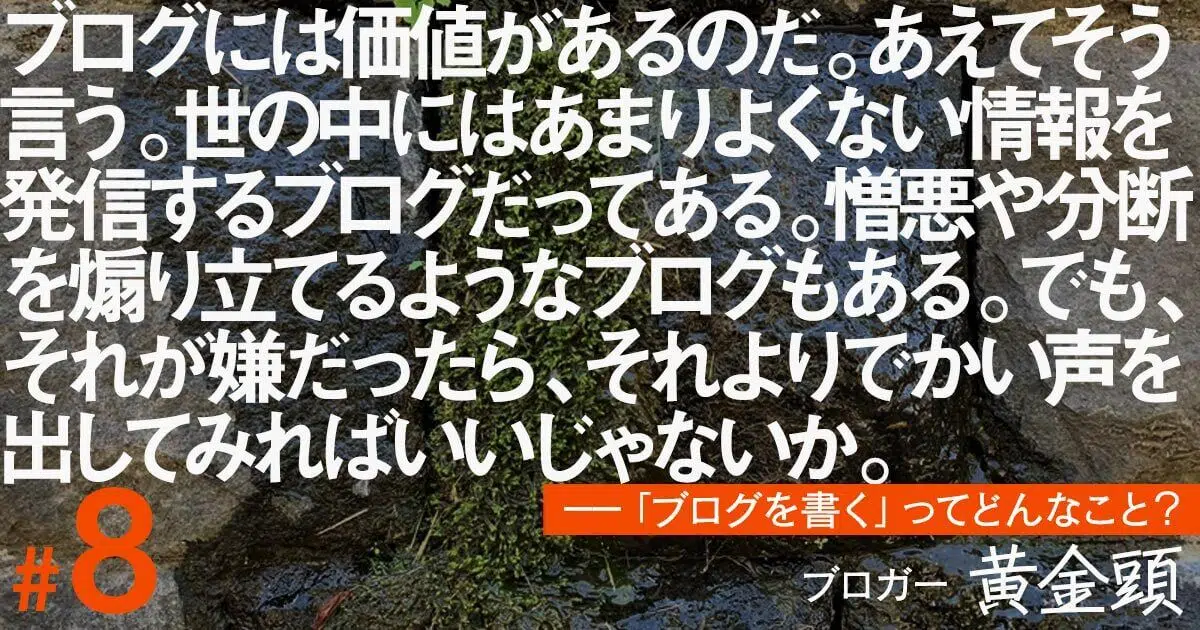 ブログには価値があるのだ。あえてそう
言う。世の中にはあまりよくない情報を
発信するブログだってある。憎悪や分断
を煽り立てるようなブログもある。でも、
それが嫌だったら、それよりでかい声を
出してみればいいじゃないか。
──「ブログを書く」ってどんなこと？
#8
ブロガー 黄金頭